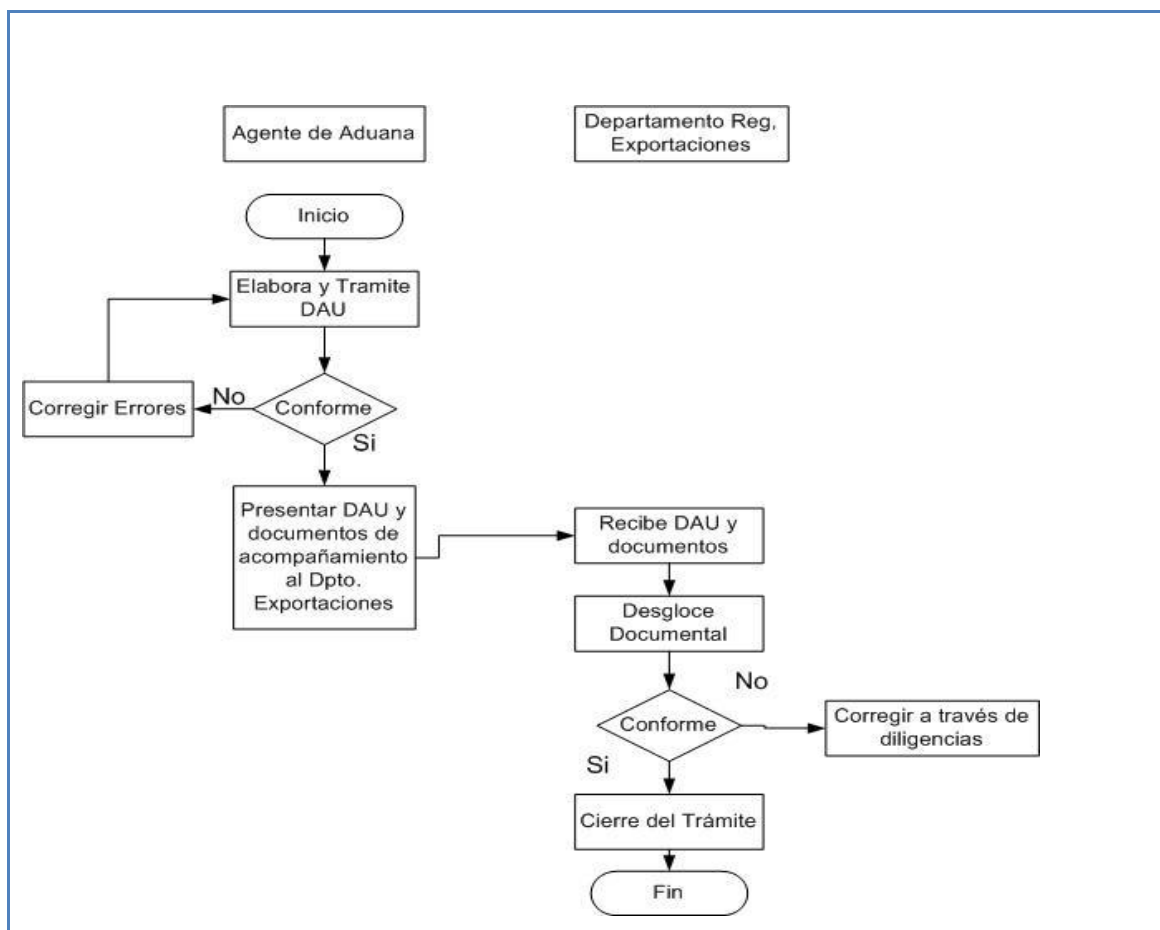 Agente de Aduana
Departamento Reg,
Exportaciones
Inicio
Elabora y Tramite
DAU
Corregir Errores
No
Conforme
Si
Presentar DAU y
documentos de
acompañamiento
al Dpto.
Exportaciones
Recibe DAU y
documentos
Desgloce
Documental
No
Conforme
Corregir a través de
diligencias
Si
Cierre del Trámite
Fin